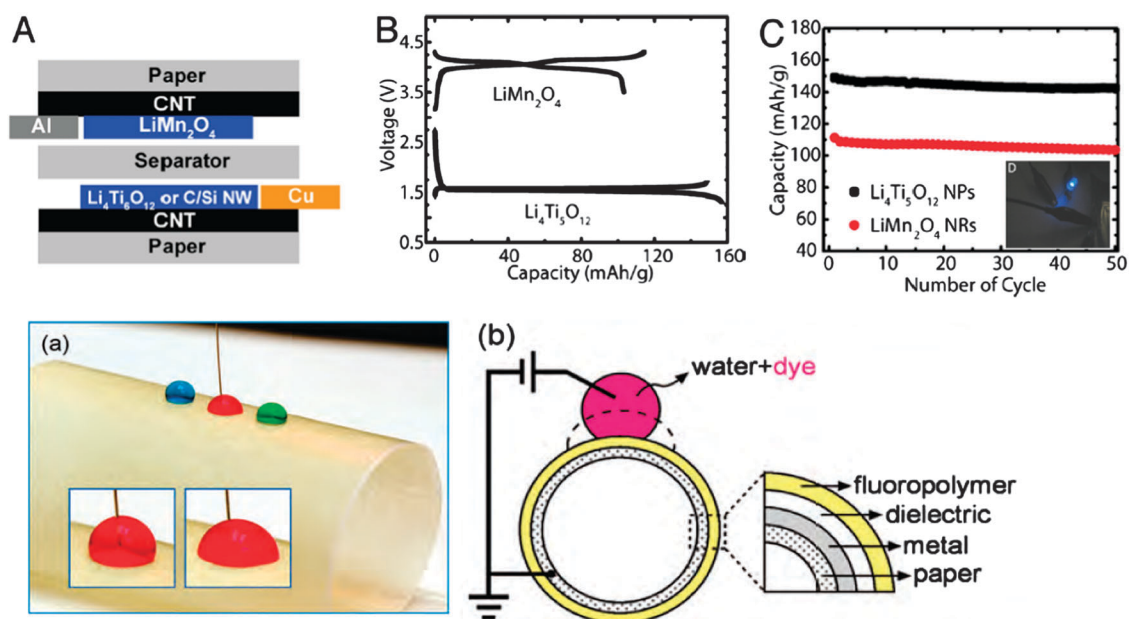 A
Paper
CNT
Al
LiMn₂O₄
Separator
Li₄Ti₆O₁₂ or C/Si NW
Cu
CNT
Paper
B
Voltage (V)
4.5
3.5
2.5
1.5
0.5
LiMn₂O₄
Li₄Ti₅O₁₂
0 40 80 120 160
Capacity (mAh/g)
C
Capacity (mAh/g)
180
160
140
120
100
80
60
40
Li₄Ti₅O₁₂ NPs
LiMn₂O₄ NRs
D
0 10 20 30 40 50
Number of Cycle
(a)
(b)
water+dye
fluoropolymer
dielectric
metal
paper